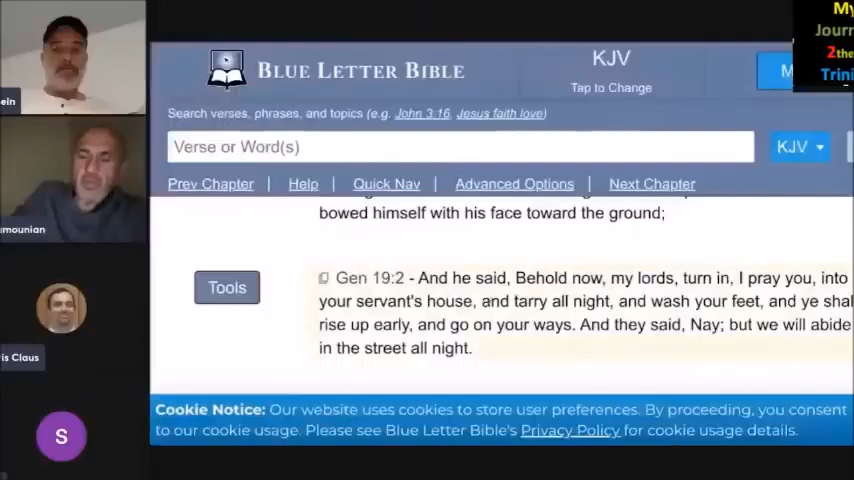 My
Journ
2the
Trini
ein
amounian
is Claus
S
BLUE LETTER BIBLE
KJV
Tap to Change
M
Search verses, phrases, and topics (e.g. John 3:16, Jesus faith love)
Verse or Word(s)
KJV
Prev Chapter | Help | Quick Nav | Advanced Options | Next Chapter
bowed himself with his face toward the ground;
Tools
Gen 19:2 - And he said, Behold now, my lords, turn in, I pray you, into
your servant's house, and tarry all night, and wash your feet, and ye shal
rise up early, and go on your ways. And they said, Nay; but we will abide
in the street all night.
Cookie Notice: Our website uses cookies to store user preferences. By proceeding, you consent
to our cookie usage. Please see Blue Letter Bible's Privacy Policy for cookie usage details.